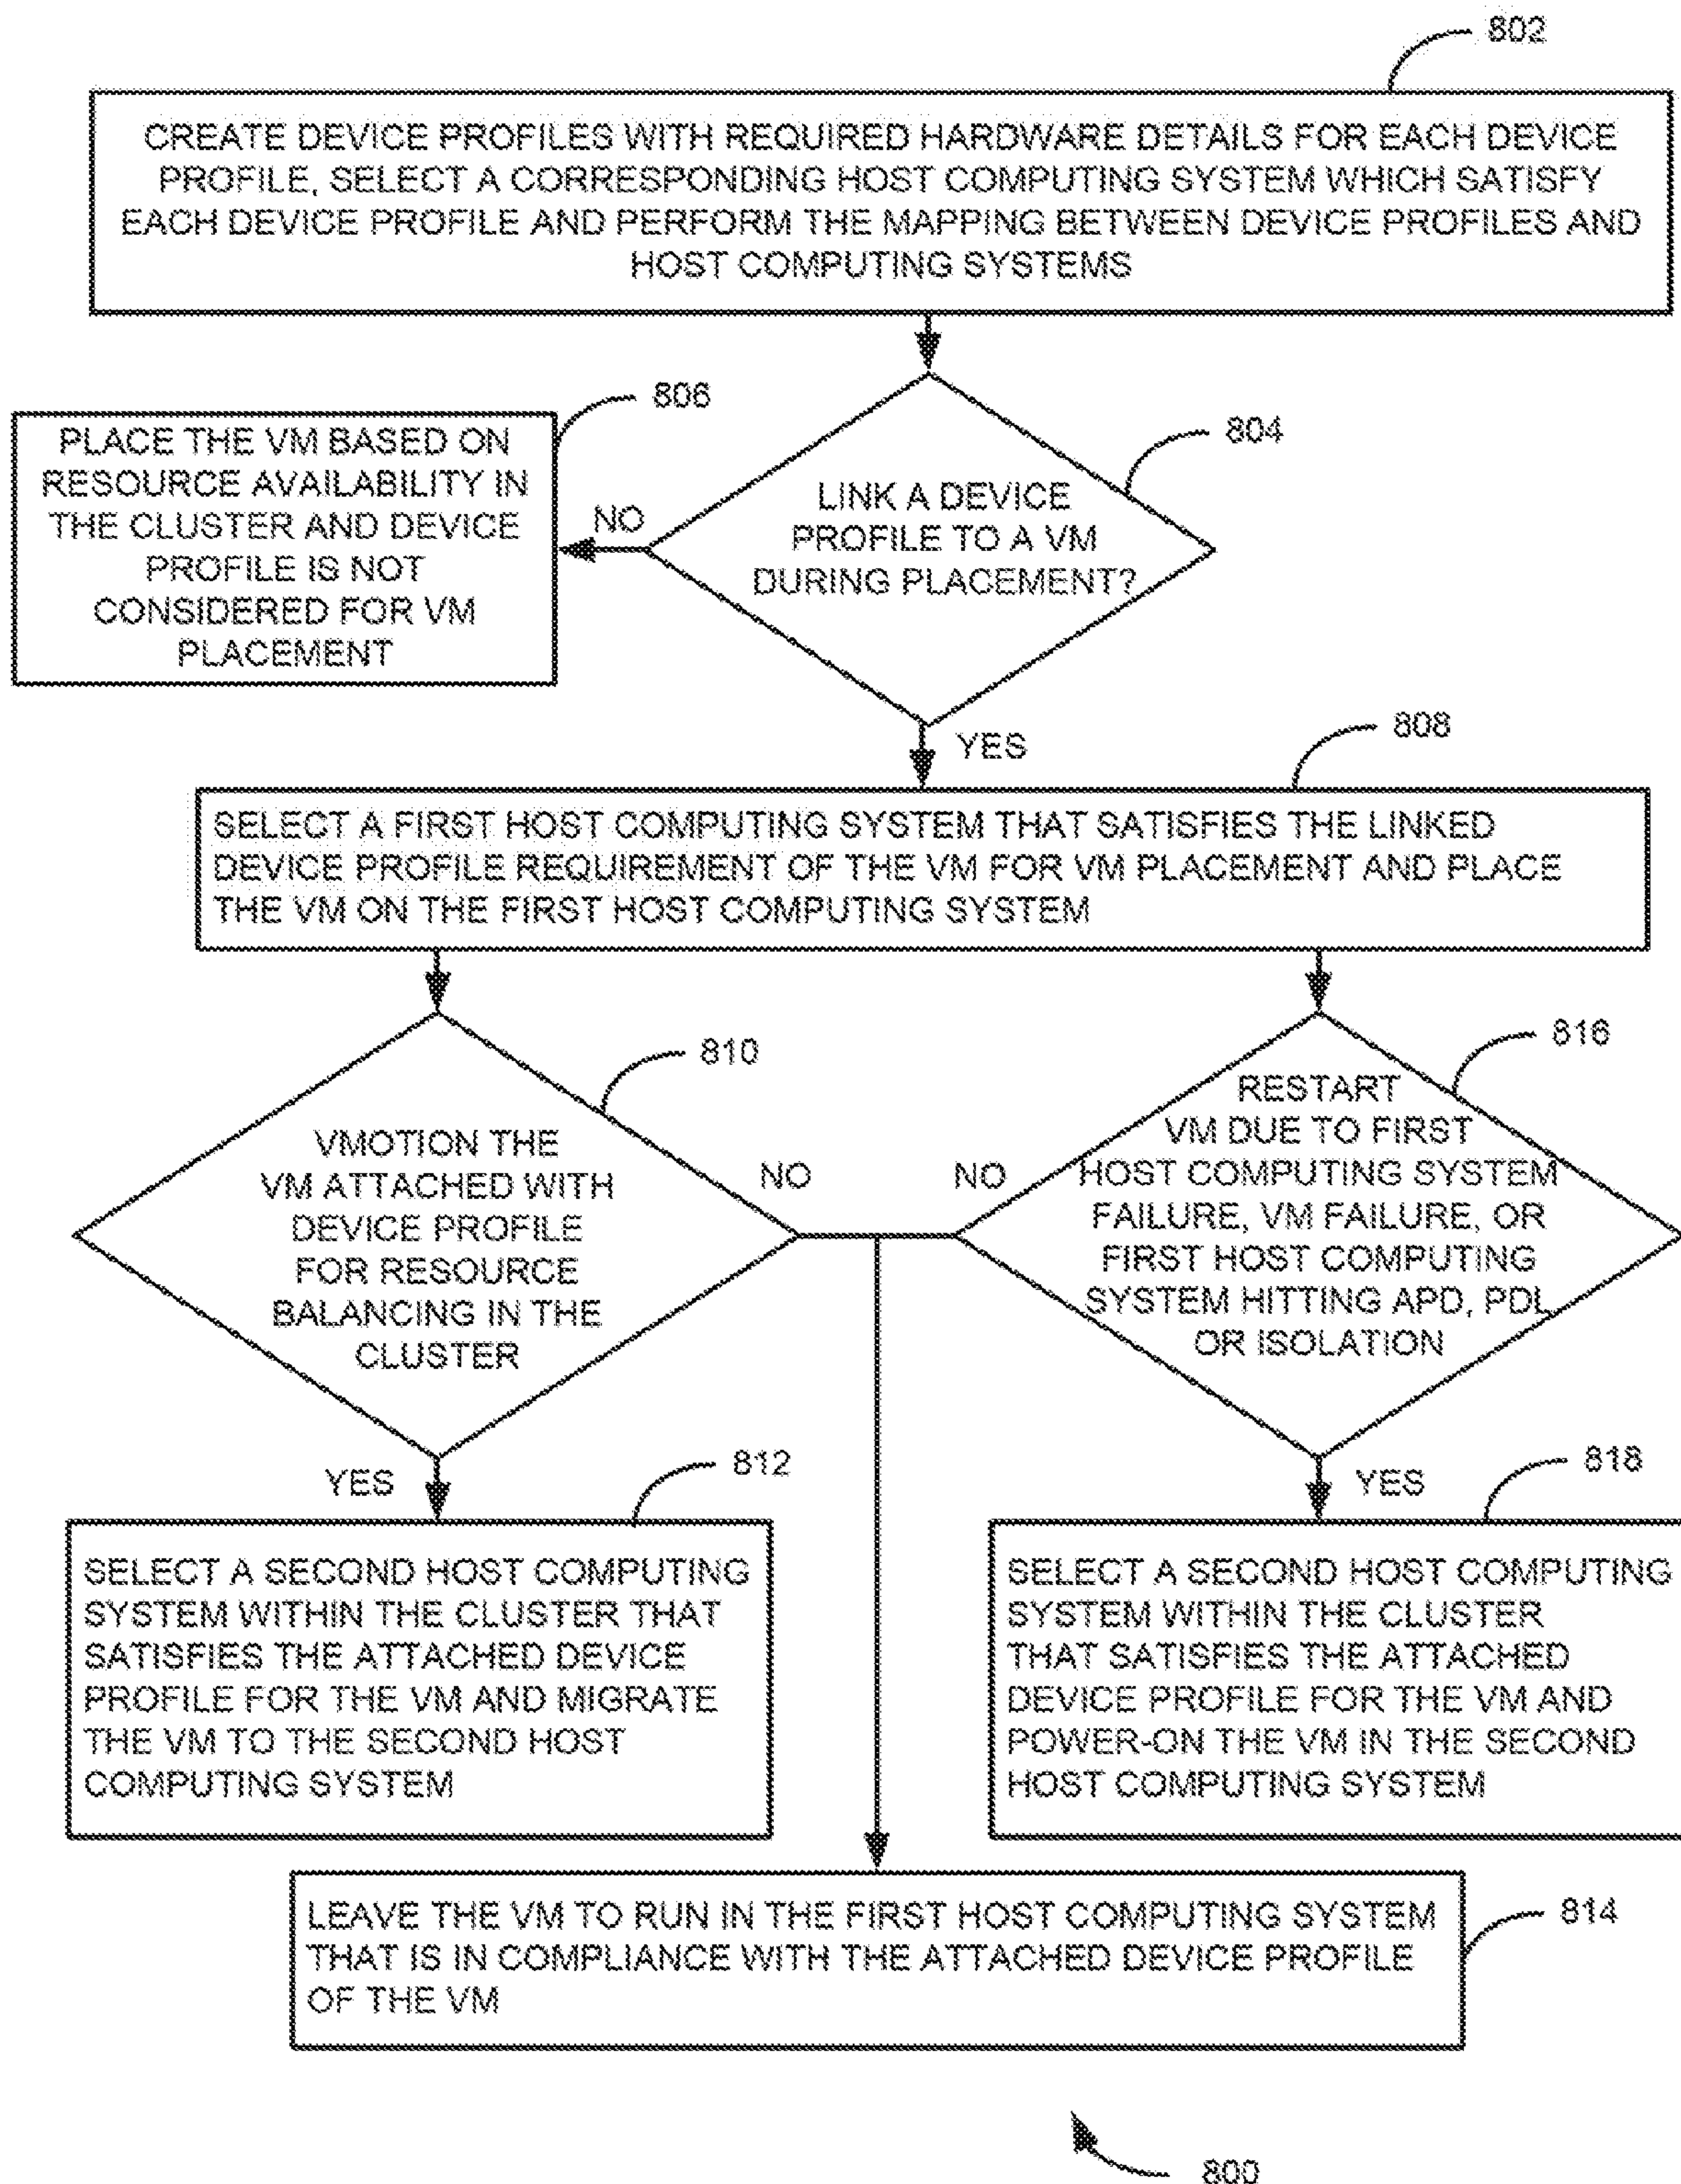 802
CREATE DEVICE PROFILES WITH REQUIRED HARDWARE DETAILS FOR EACH DEVICE
PROFILE, SELECT A CORRESPONDING HOST COMPUTING SYSTEM WHICH SATISFY
EACH DEVICE PROFILE AND PERFORM THE MAPPING BETWEEN DEVICE PROFILES AND
HOST COMPUTING SYSTEMS
806
PLACE THE VM BASED ON
RESOURCE AVAILABILITY IN
THE CLUSTER AND DEVICE
PROFILE IS NOT
CONSIDERED FOR VM
PLACEMENT
NO
804
LINK A DEVICE
PROFILE TO A VM
DURING PLACEMENT?
YES
808
SELECT A FIRST HOST COMPUTING SYSTEM THAT SATISFIES THE LINKED
DEVICE PROFILE REQUIREMENT OF THE VM FOR VM PLACEMENT AND PLACE
THE VM ON THE FIRST HOST COMPUTING SYSTEM
810
VMOTION THE
VM ATTACHED WITH
DEVICE PROFILE
FOR RESOURCE
BALANCING IN THE
CLUSTER
NO
NO
816
RESTART
VM DUE TO FIRST
HOST COMPUTING SYSTEM
FAILURE, VM FAILURE, OR
FIRST HOST COMPUTING
SYSTEM HITTING APD, PDL
OR ISOLATION
YES
812
SELECT A SECOND HOST COMPUTING
SYSTEM WITHIN THE CLUSTER THAT
SATISFIES THE ATTACHED DEVICE
PROFILE FOR THE VM AND MIGRATE
THE VM TO THE SECOND HOST
COMPUTING SYSTEM
YES
818
SELECT A SECOND HOST COMPUTING
SYSTEM WITHIN THE CLUSTER
THAT SATISFIES THE ATTACHED
DEVICE PROFILE FOR THE VM AND
POWER-ON THE VM IN THE SECOND
HOST COMPUTING SYSTEM
814
LEAVE THE VM TO RUN IN THE FIRST HOST COMPUTING SYSTEM
THAT IS IN COMPLIANCE WITH THE ATTACHED DEVICE PROFILE
OF THE VM
800